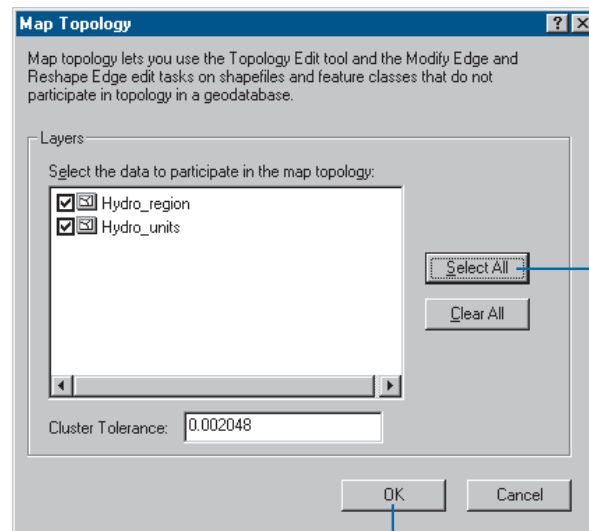 Map Topology
Map topology lets you use the Topology Edit tool and the Modify Edge and
Reshape Edge edit tasks on shapefiles and feature classes that do not
participate in topology in a geodatabase.
Layers
Select the data to participate in the map topology:
Hydro_region
Hydro_units
Select All
Clear All
Cluster Tolerance: 0.002048
OK Cancel